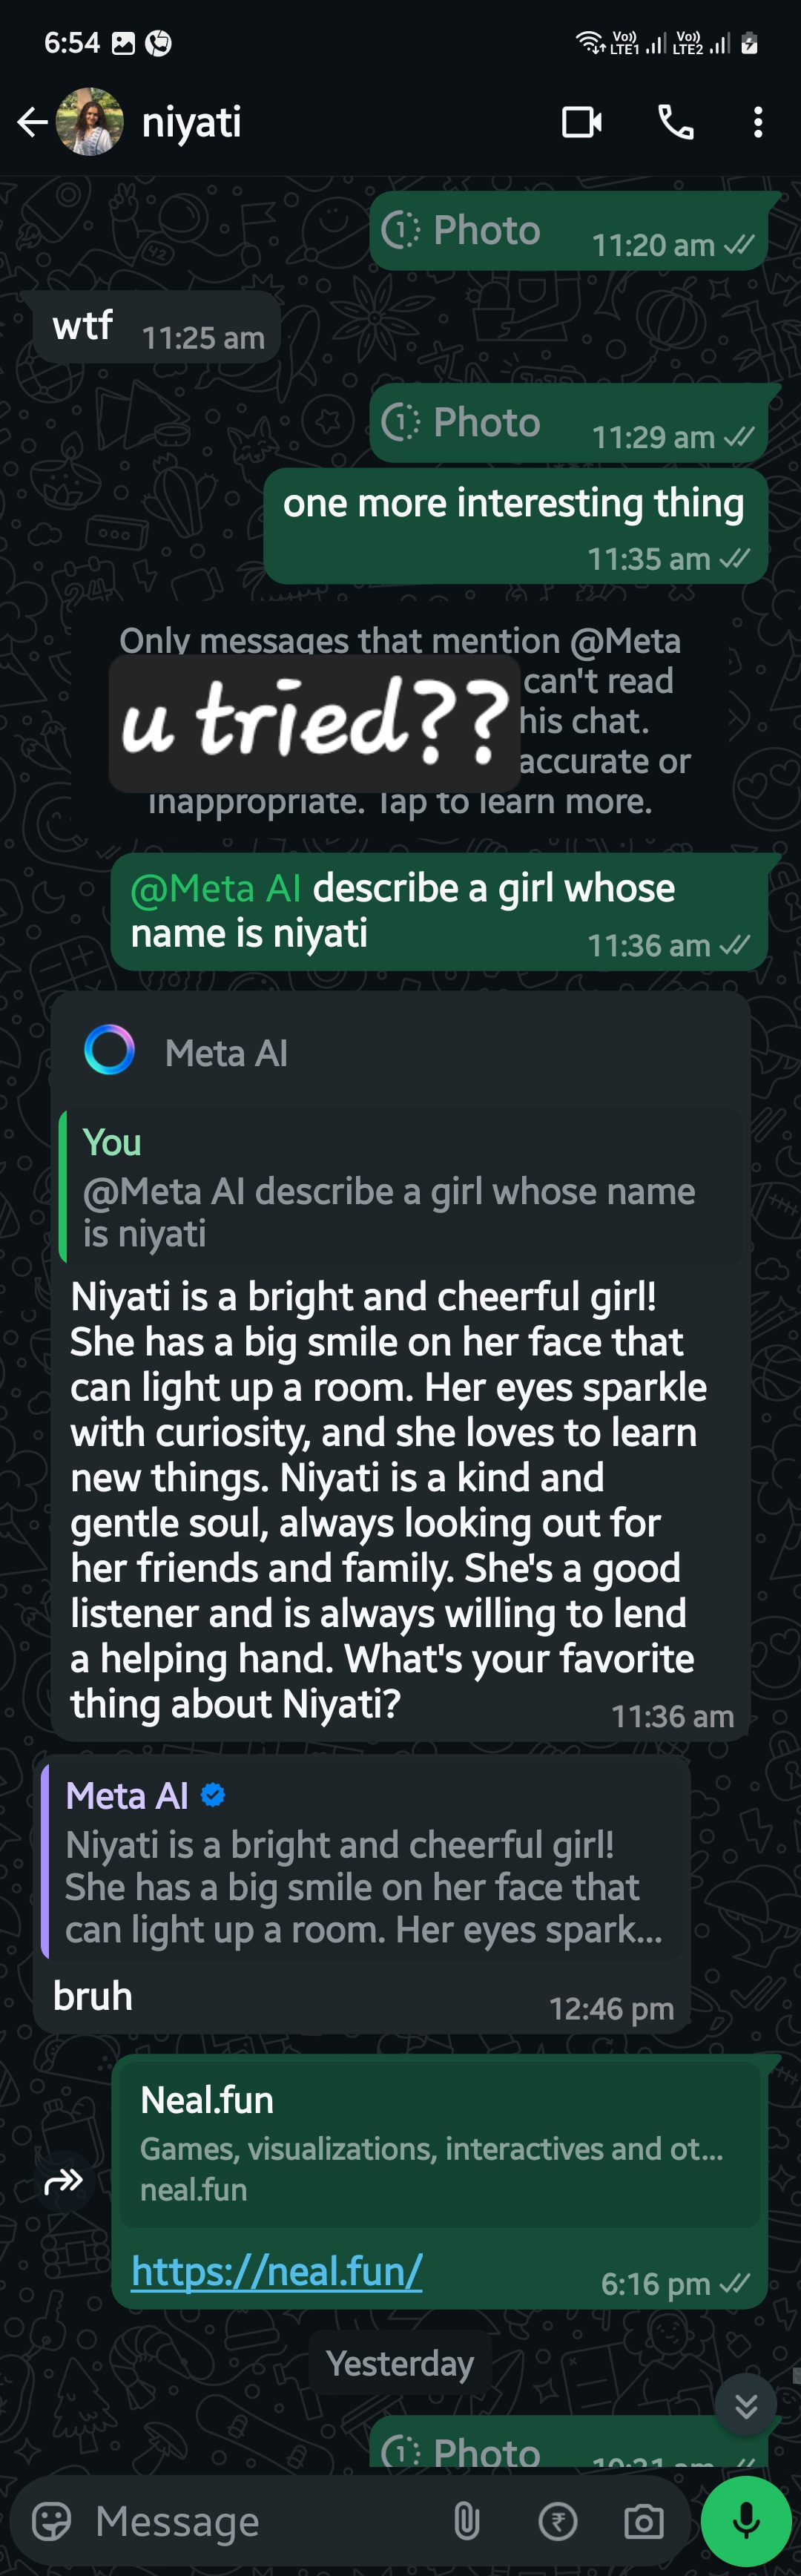 6:54
Vo)) LTE1 Vo)) LTE2
niyati
1 Photo 11:20 am
wtf 11:25 am
1 Photo 11:29 am
one more interesting thing
11:35 am
Only messages that mention @Meta
can't read
his chat.
accurate or
inappropriate. Tap to learn more.
u tried??
@Meta AI describe a girl whose
name is niyati 11:36 am
Meta AI
You
@Meta AI describe a girl whose name
is niyati
Niyati is a bright and cheerful girl!
She has a big smile on her face that
can light up a room. Her eyes sparkle
with curiosity, and she loves to learn
new things. Niyati is a kind and
gentle soul, always looking out for
her friends and family. She's a good
listener and is always willing to lend
a helping hand. What's your favorite
thing about Niyati? 11:36 am
Meta AI
Niyati is a bright and cheerful girl!
She has a big smile on her face that
can light up a room. Her eyes spark...
bruh 12:46 pm
Neal.fun
Games, visualizations, interactives and ot...
neal.fun
https://neal.fun/ 6:16 pm
Yesterday
1 Photo 10:21 am
Message ₹